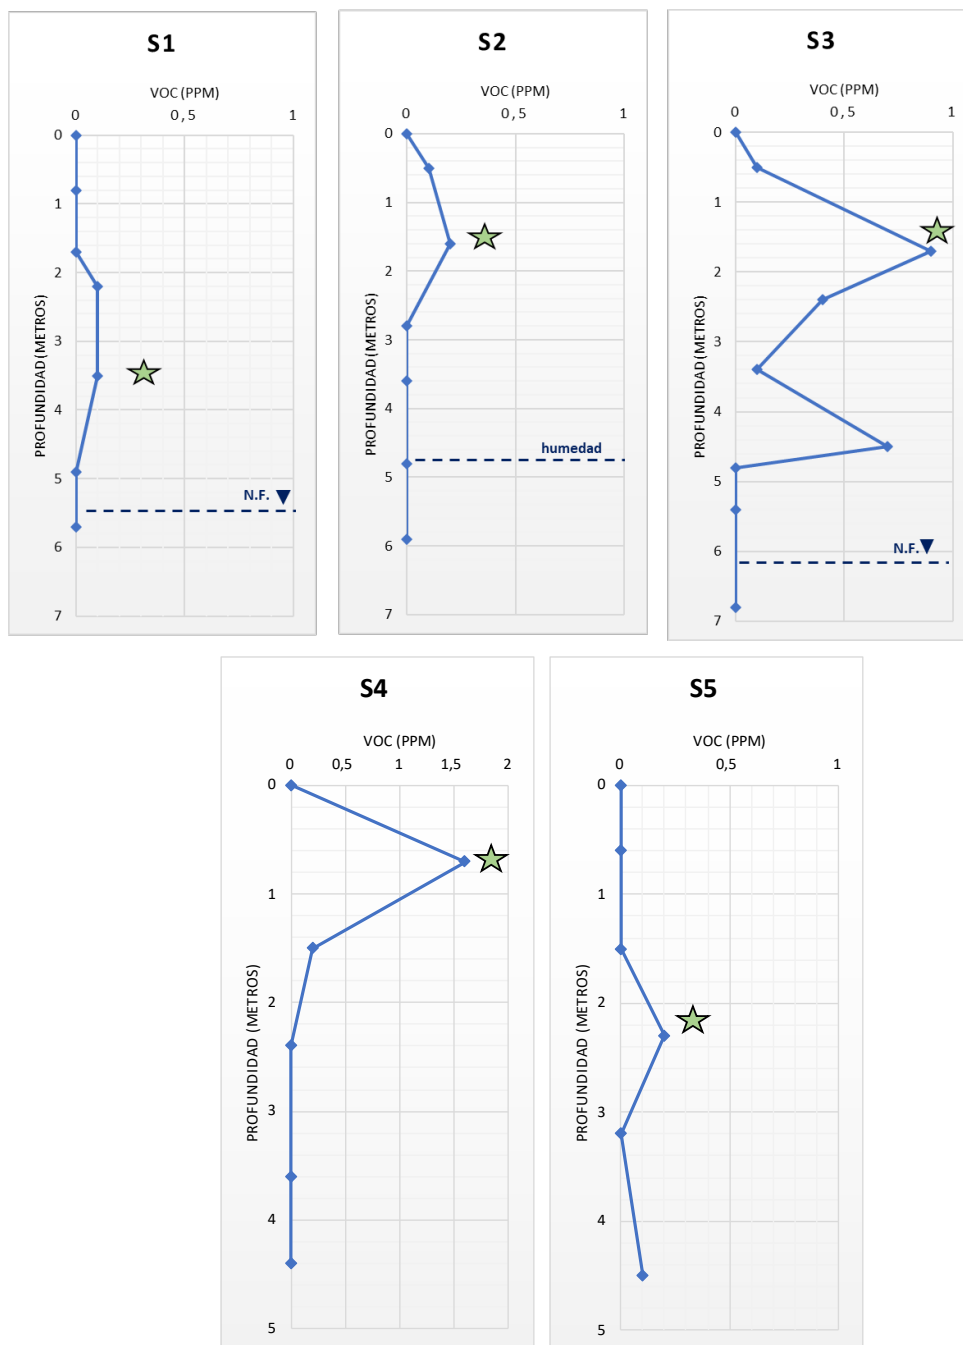 S1
VOC (PPM)
0 0,5 1
0
1
2
3
4
5
6
7
PROFUNDIDAD (METROS)
N.F.
S2
VOC (PPM)
0 0,5 1
0
1
2
3
4
5
6
7
PROFUNDIDAD (METROS)
humedad
S3
VOC (PPM)
0 0,5 1
0
1
2
3
4
5
6
7
PROFUNDIDAD (METROS)
N.F.
S4
VOC (PPM)
0 0,5 1 1,5 2
0
1
2
3
4
5
PROFUNDIDAD (METROS)
S5
VOC (PPM)
0 0,5 1
0
1
2
3
4
5
PROFUNDIDAD (METROS)